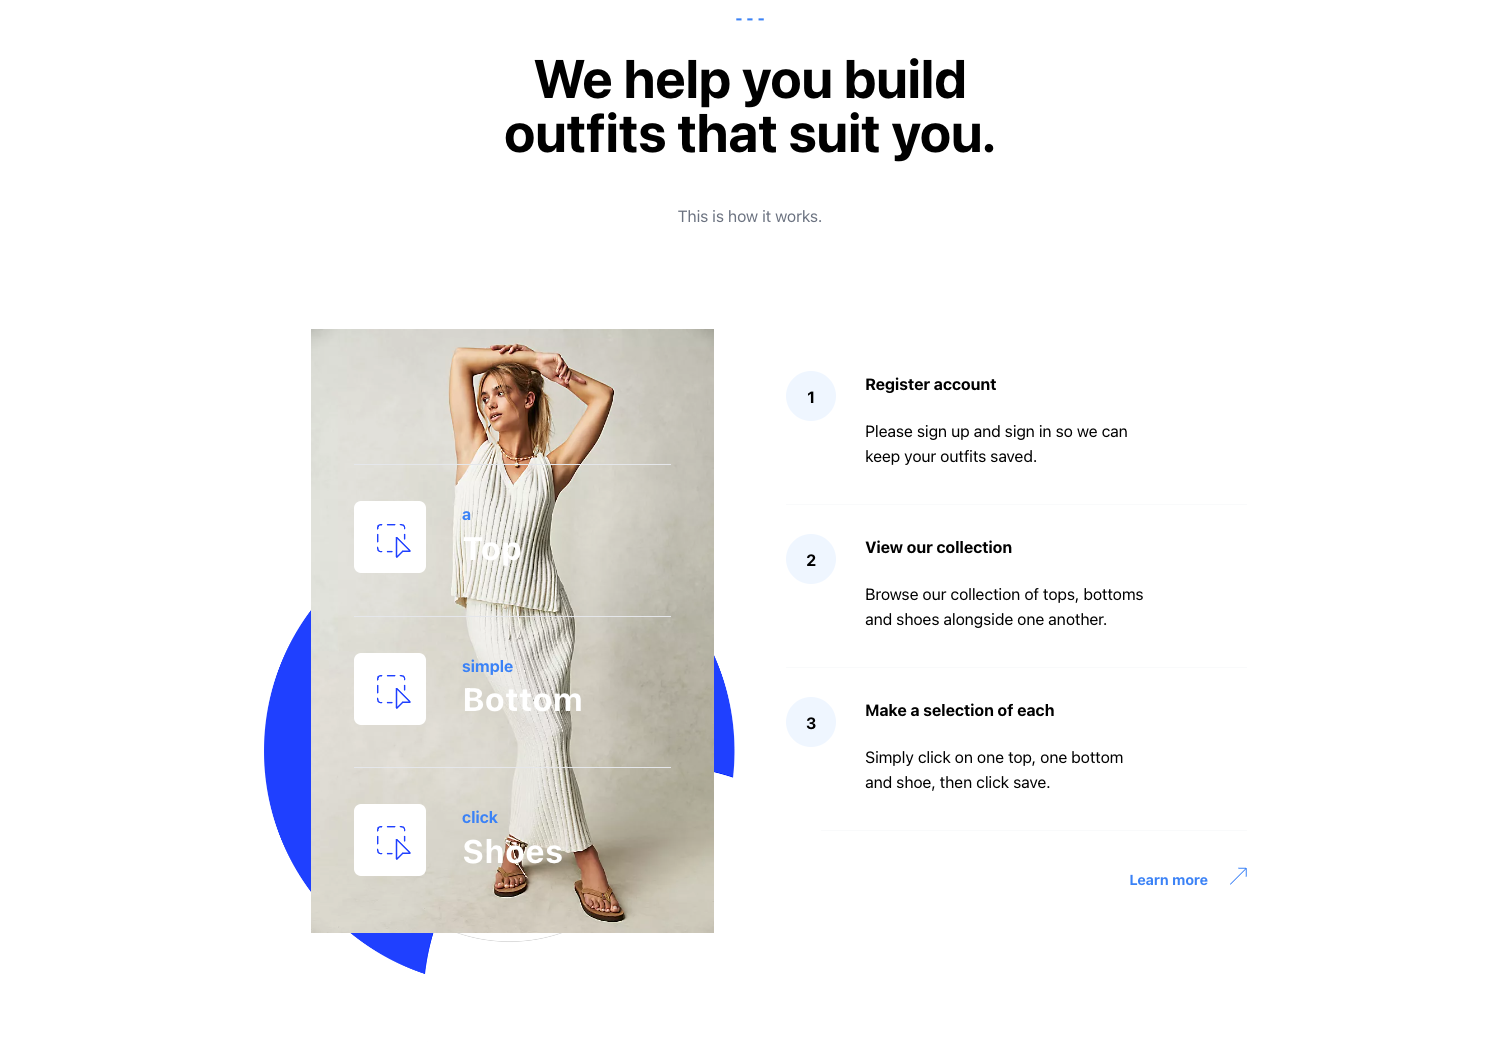 We help you build
outfits that suit you.
This is how it works.
a
Top
simple
Bottom
click
Shoes
1
Register account
Please sign up and sign in so we can
keep your outfits saved.
2
View our collection
Browse our collection of tops, bottoms
and shoes alongside one another.
3
Make a selection of each
Simply click on one top, one bottom
and shoe, then click save.
Learn more